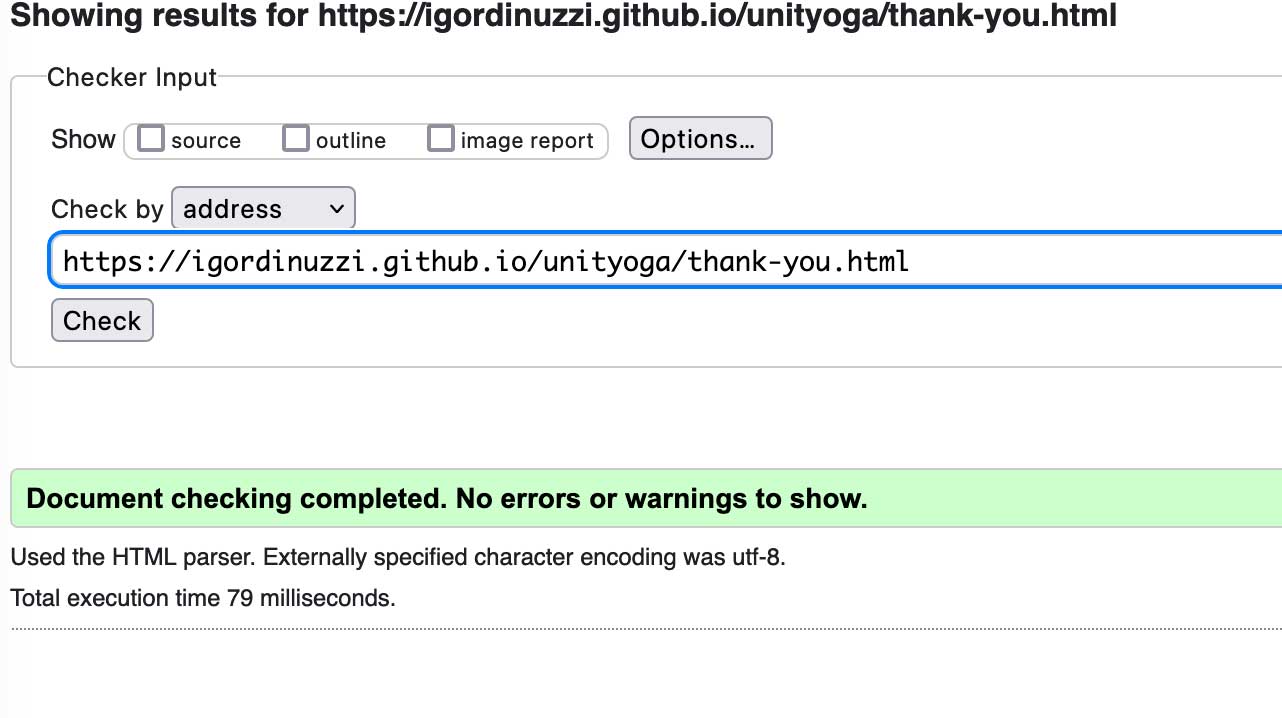 Showing results for https://igordinuzzi.github.io/unityoga/thank-you.html
Checker Input
Show source outline image report Options...
Check by address
https://igordinuzzi.github.io/unityoga/thank-you.html
Check
Document checking completed. No errors or warnings to show.
Used the HTML parser. Externally specified character encoding was utf-8.
Total execution time 79 milliseconds.